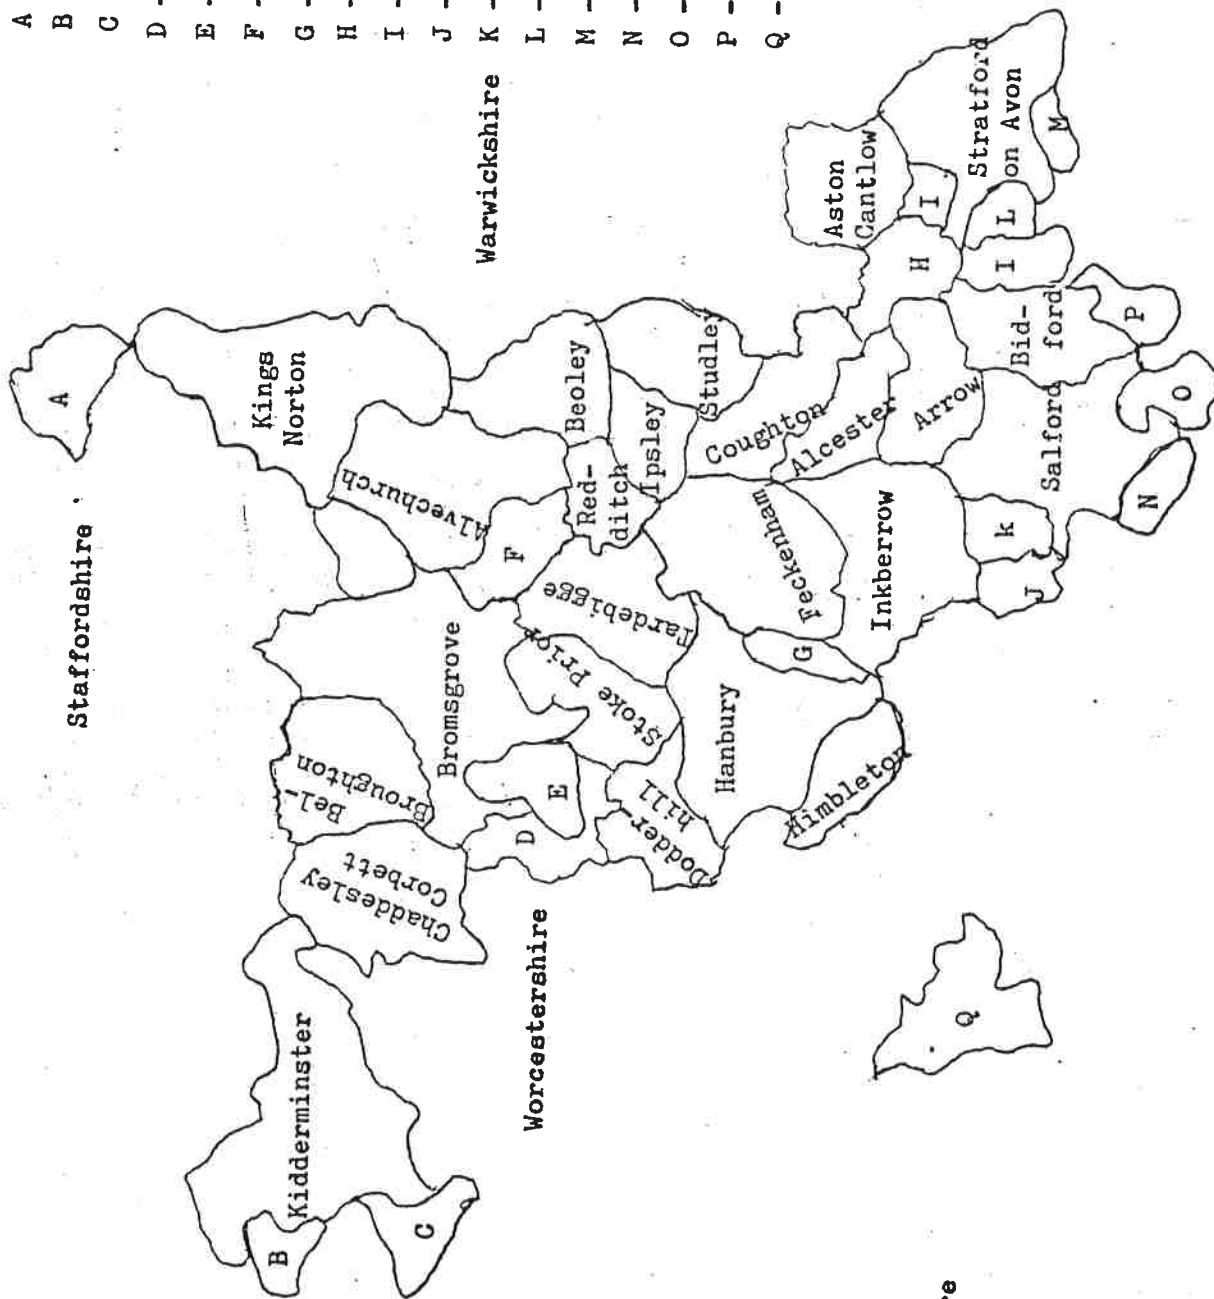 A
B
C
D -
E -
F -
G -
H -
I -
J -
K -
L -
M -
N -
O -
P -
Q -
Staffordshire
Warwickshire
Worcestershire
A
Kings
Norton
Alvechurch
F
Beoley
Red-
ditch
Ipsley
Studley
Coughton
Alcester
Arrow
Aston
Cantlow
Stratford
on Avon
I
H
L
M
I
Bid-
ford
P
O
N
Salford
k
J
Inkberrow
Feckenham
G
Tardebigge
Stoke Prior
Hanbury
Himbleton
Dodder-
hill
E
D
Bromsgrove
Bel-
Broughton
Chaddesley
Corbett
Kidderminster
B
C
Q
re